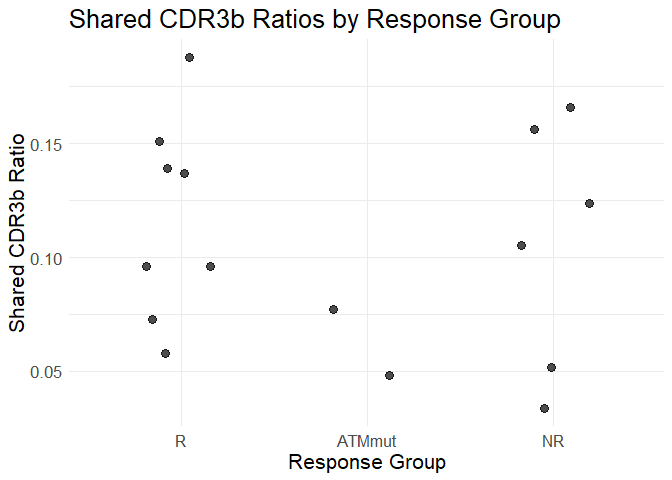 Shared CDR3b Ratios by Response Group
Shared CDR3b Ratio
0.15
0.10
0.05
R
ATMmut
NR
Response Group